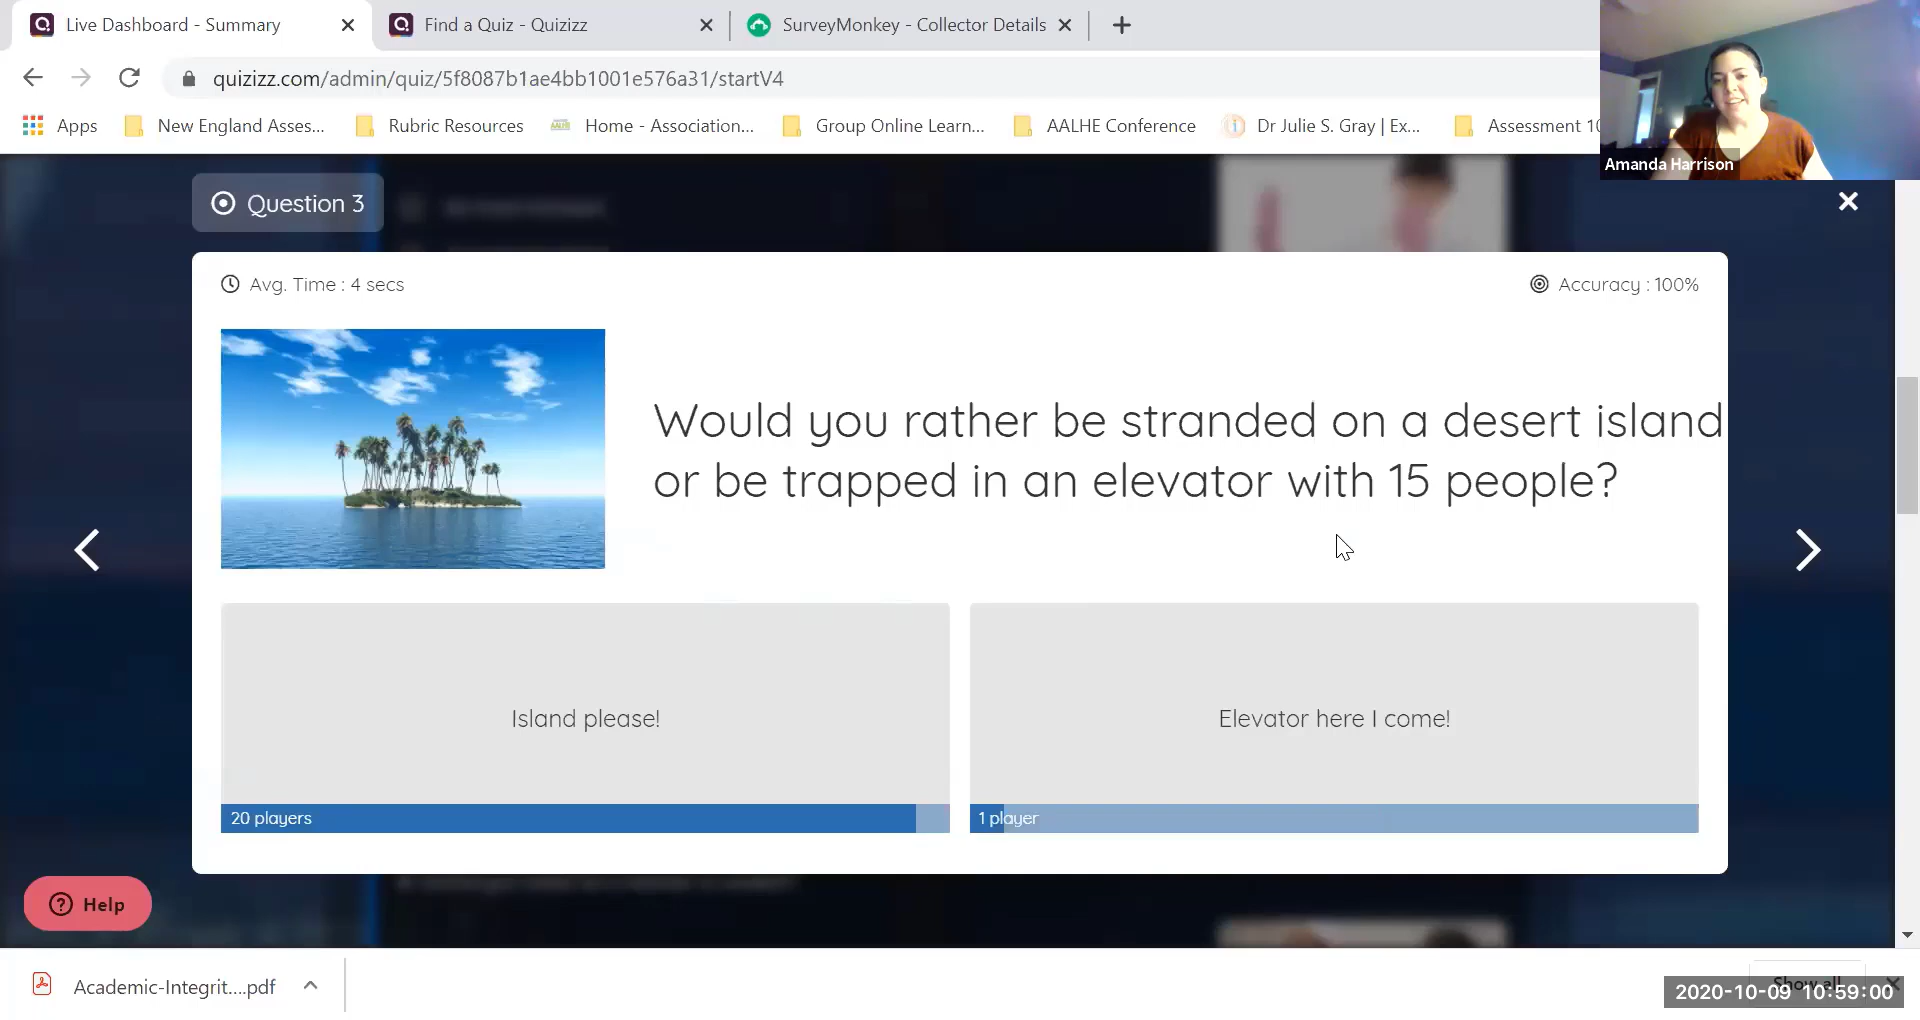 Live Dashboard - Summary
Find a Quiz - Quizizz
SurveyMonkey - Collector Details
quizizz.com/admin/quiz/5f8087b1ae4bb1001e576a31/startV4
Apps
New England Asses...
Rubric Resources
Home - Association...
Group Online Learn...
AALHE Conference
Dr Julie S. Gray | Ex...
Assessment 10
Amanda Harrison
Question 3
Avg. Time : 4 secs
Accuracy : 100%
Would you rather be stranded on a desert island
or be trapped in an elevator with 15 people?
Island please!
Elevator here I come!
20 players
1 player
Help
Academic-Integrit....pdf
Show all
2020-10-09 10:59:00